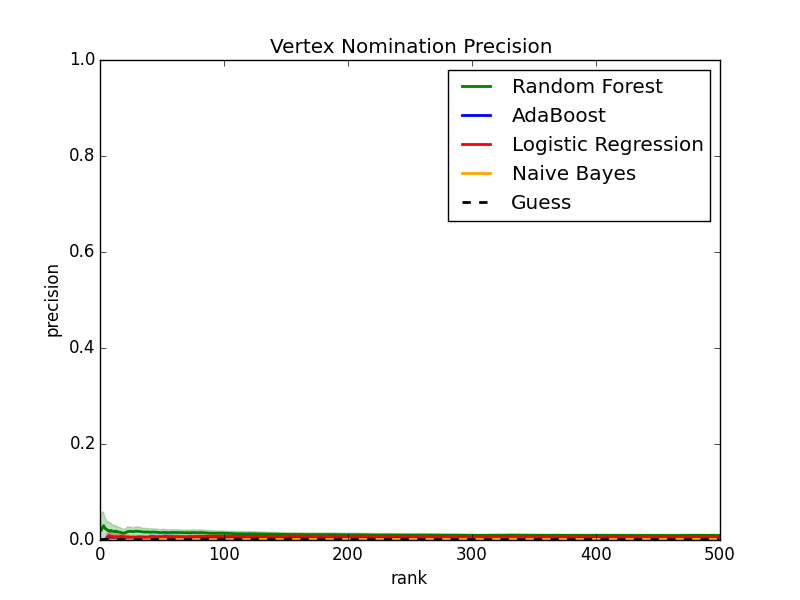 Vertex Nomination Precision
1.0
0.8
0.6
0.4
0.2
0.0
precision
Random Forest
AdaBoost
Logistic Regression
Naive Bayes
Guess
0
100
200
300
400
500
rank